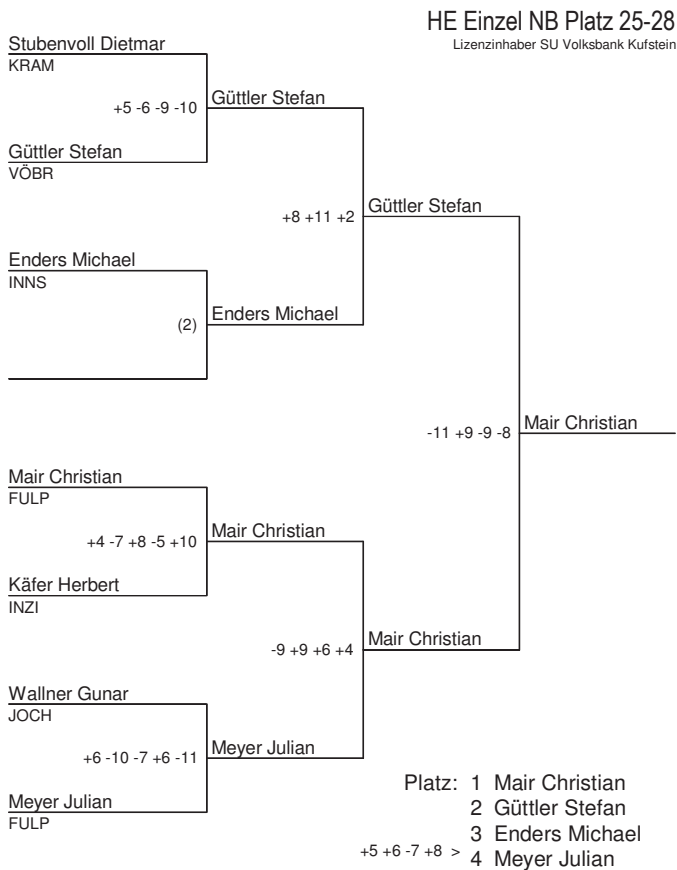 HE Einzel NB Platz 25-28
Lizenzinhaber SU Volksbank Kufstein
Stubenvoll Dietmar
KRAM
+5 -6 -9 -10
Güttler Stefan
Güttler Stefan
VÖBR
+8 +11 +2
Güttler Stefan
Enders Michael
INNS
(2)
Enders Michael
-11 +9 -9 -8
Mair Christian
Mair Christian
FULP
+4 -7 +8 -5 +10
Mair Christian
Käfer Herbert
INZI
-9 +9 +6 +4
Mair Christian
Wallner Gunar
JOCH
+6 -10 -7 +6 -11
Meyer Julian
Meyer Julian
FULP
Platz: 1 Mair Christian
2 Güttler Stefan
3 Enders Michael
+5 +6 -7 +8 > 4 Meyer Julian